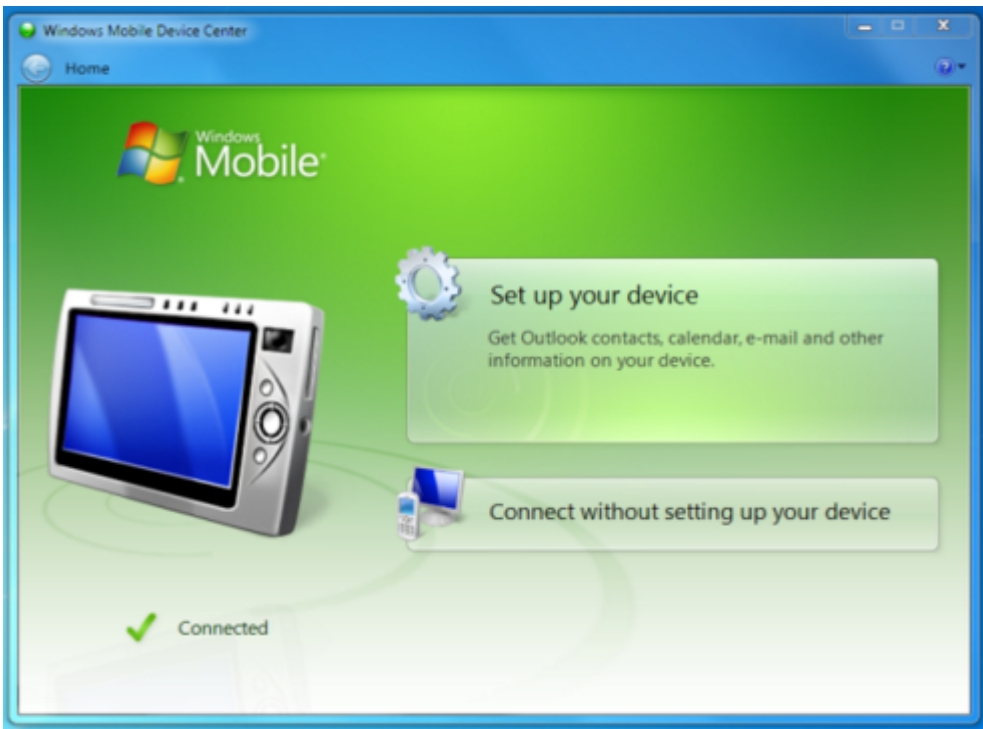 Windows Mobile Device Center
Home
Windows
Mobile
Set up your device
Get Outlook contacts, calendar, e-mail and other
information on your device.
Connect without setting up your device
Connected